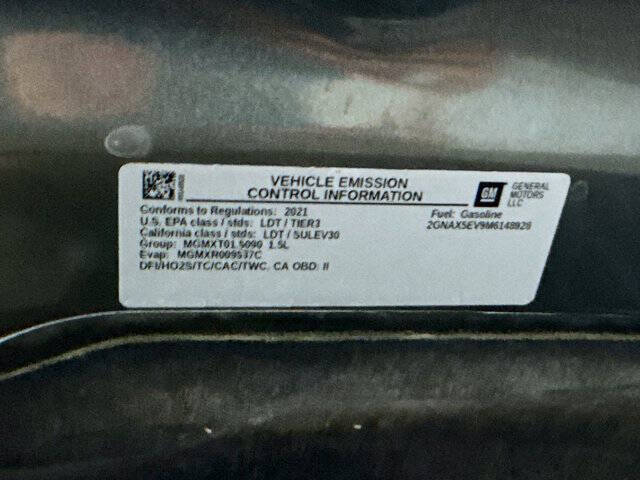 VEHICLE EMISSION
CONTROL INFORMATION
GM
GENERAL
MOTORS
LLC
Conforms to Regulations: 2021
U.S. EPA class / stds: LDT / TIER3
California class / stds: LDT / SULEV30
Group: MGMXT01.5090 1.5L
Evap: MGMXR009537C
DFI/HO2S/TC/CAC/TWC, CA OBD: II
Fuel: Gasoline
2GNAX5EV9M6148928